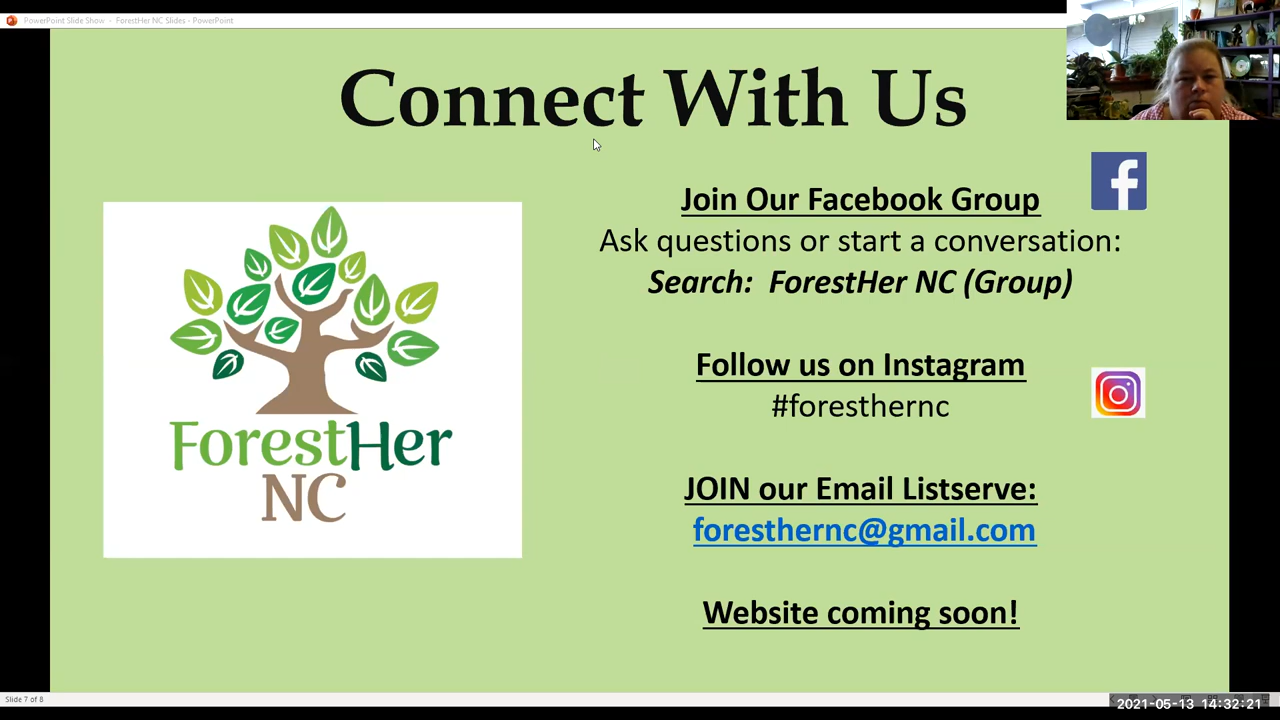 PowerPoint Slide Show - ForestHer NC Slides - PowerPoint
Connect With Us
Join Our Facebook Group
Ask questions or start a conversation:
Search: ForestHer NC (Group)
Follow us on Instagram
#foresthernc
JOIN our Email Listserve:
foresthernc@gmail.com
Website coming soon!
ForestHer
NC
Slide 7 of 8
2021-05-13 14:32:21